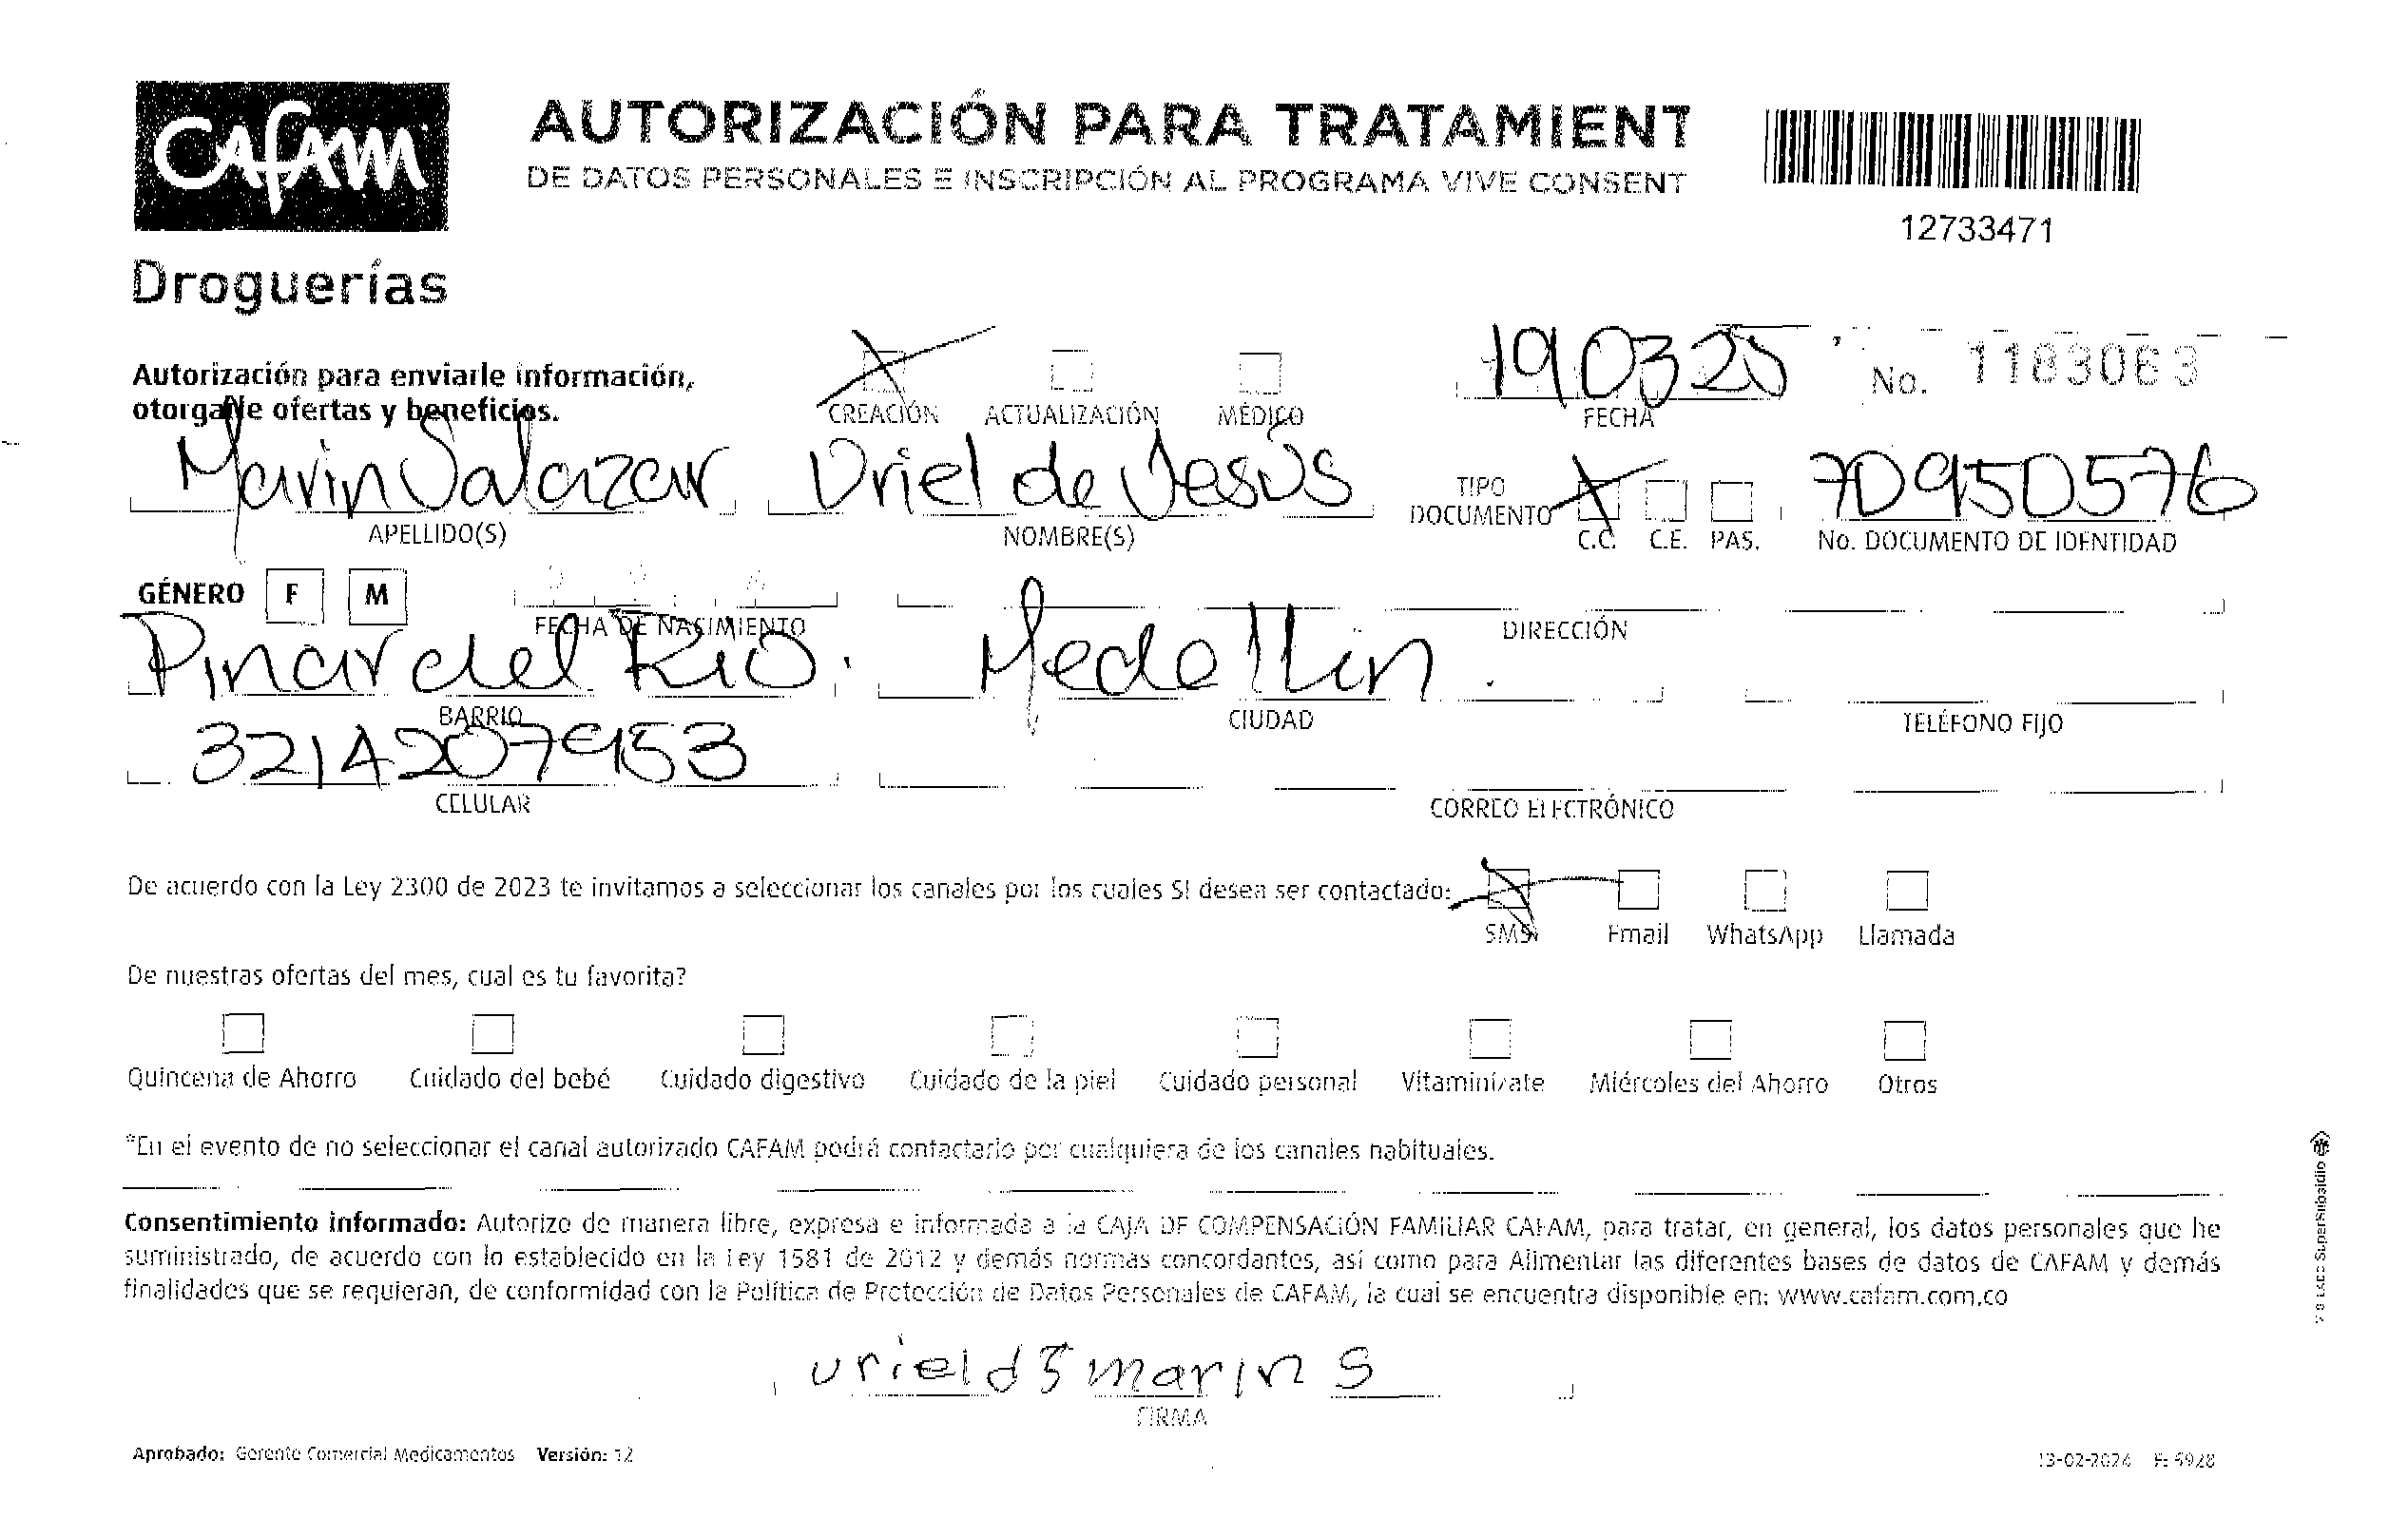 Cafam
AUTORIZACIÓN PARA TRATAMIENT
DE DATOS PERSONALES E INSCRIPCIÓN AL PROGRAMA VIVE CONSENT
12733471
Droguerías
Autorización para enviarle información,
otorgarle ofertas y beneficios.
CREACIÓN ACTUALIZACIÓN MÉDICO
190325
FECHA
No. 1183063
Marin Salazar Uriel de Jesús
TIPO DOCUMENTO
70950576
APELLIDO(S) NOMBRE(S) C.C. C.E. PAS. No. DOCUMENTO DE IDENTIDAD
GÉNERO F M
FECHA DE NACIMIENTO DIRECCIÓN
Pinar del Rio. Medellin.
BARRIO CIUDAD TELÉFONO FIJO
3214207953
CELULAR CORREO ELECTRÓNICO
De acuerdo con la Ley 2300 de 2023 te invitamos a seleccionar los canales por los cuales SI desea ser contactado:
SMS Email WhatsApp Llamada
De nuestras ofertas del mes, cual es tu favorita?
Quincena de Ahorro Cuidado del bebé Cuidado digestivo Cuidado de la piel Cuidado personal Vitamínizate Miércoles del Ahorro Otros
*En el evento de no seleccionar el canal autorizado CAFAM podrá contactarlo por cualquiera de los canales habituales.
Consentimiento informado: Autorizo de manera libre, expresa e informada a la CAJA DE COMPENSACIÓN FAMILIAR CAFAM, para tratar, en general, los datos personales que he
suministrado, de acuerdo con lo establecido en la Ley 1581 de 2012 y demás normas concordantes, así como para Alimentar las diferentes bases de datos de CAFAM y demás
finalidades que se requieran, de conformidad con la Política de Protección de Datos Personales de CAFAM, la cual se encuentra disponible en: www.cafam.com.co
uriel d J marin S
FIRMA
Aprobado: Gerente Comercial Medicamentos Versión: 12
13-02-2024
SuperSubsidio